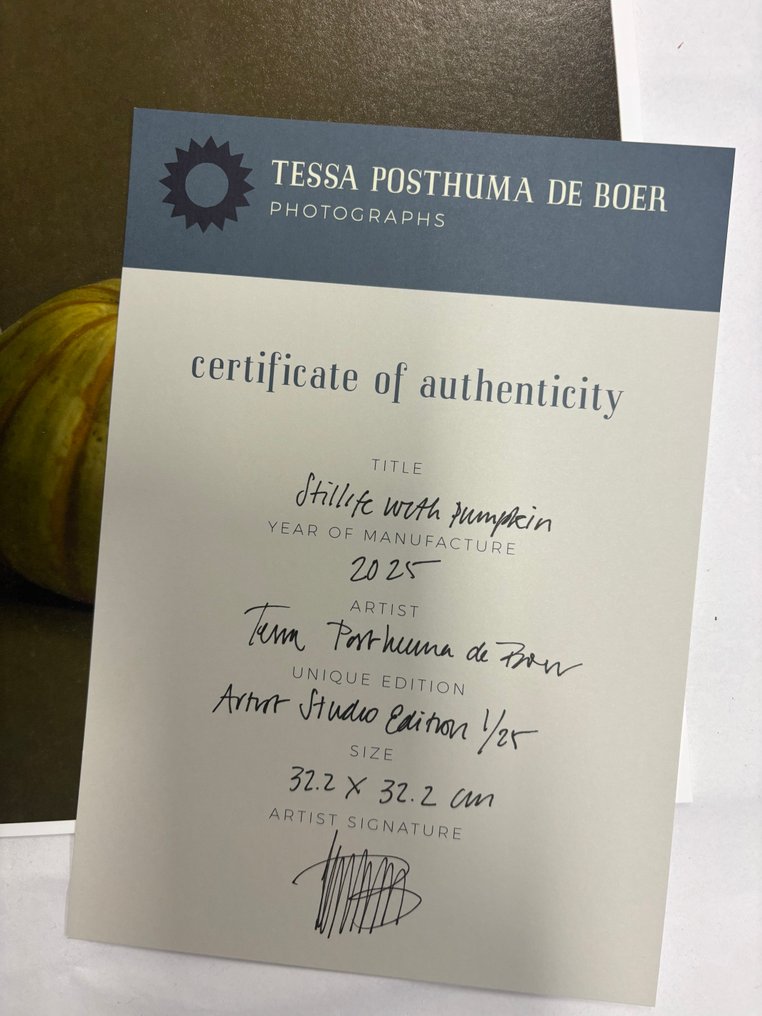 TESSA POSTHUMA DE BOER
PHOTOGRAPHS
certificate of authenticity
TITLE
Stillife with pumpkin
YEAR OF MANUFACTURE
2025
ARTIST
Tessa Posthuma de Boer
UNIQUE EDITION
Artist Studio Edition 1/25
SIZE
32.2 x 32.2 cm
ARTIST SIGNATURE